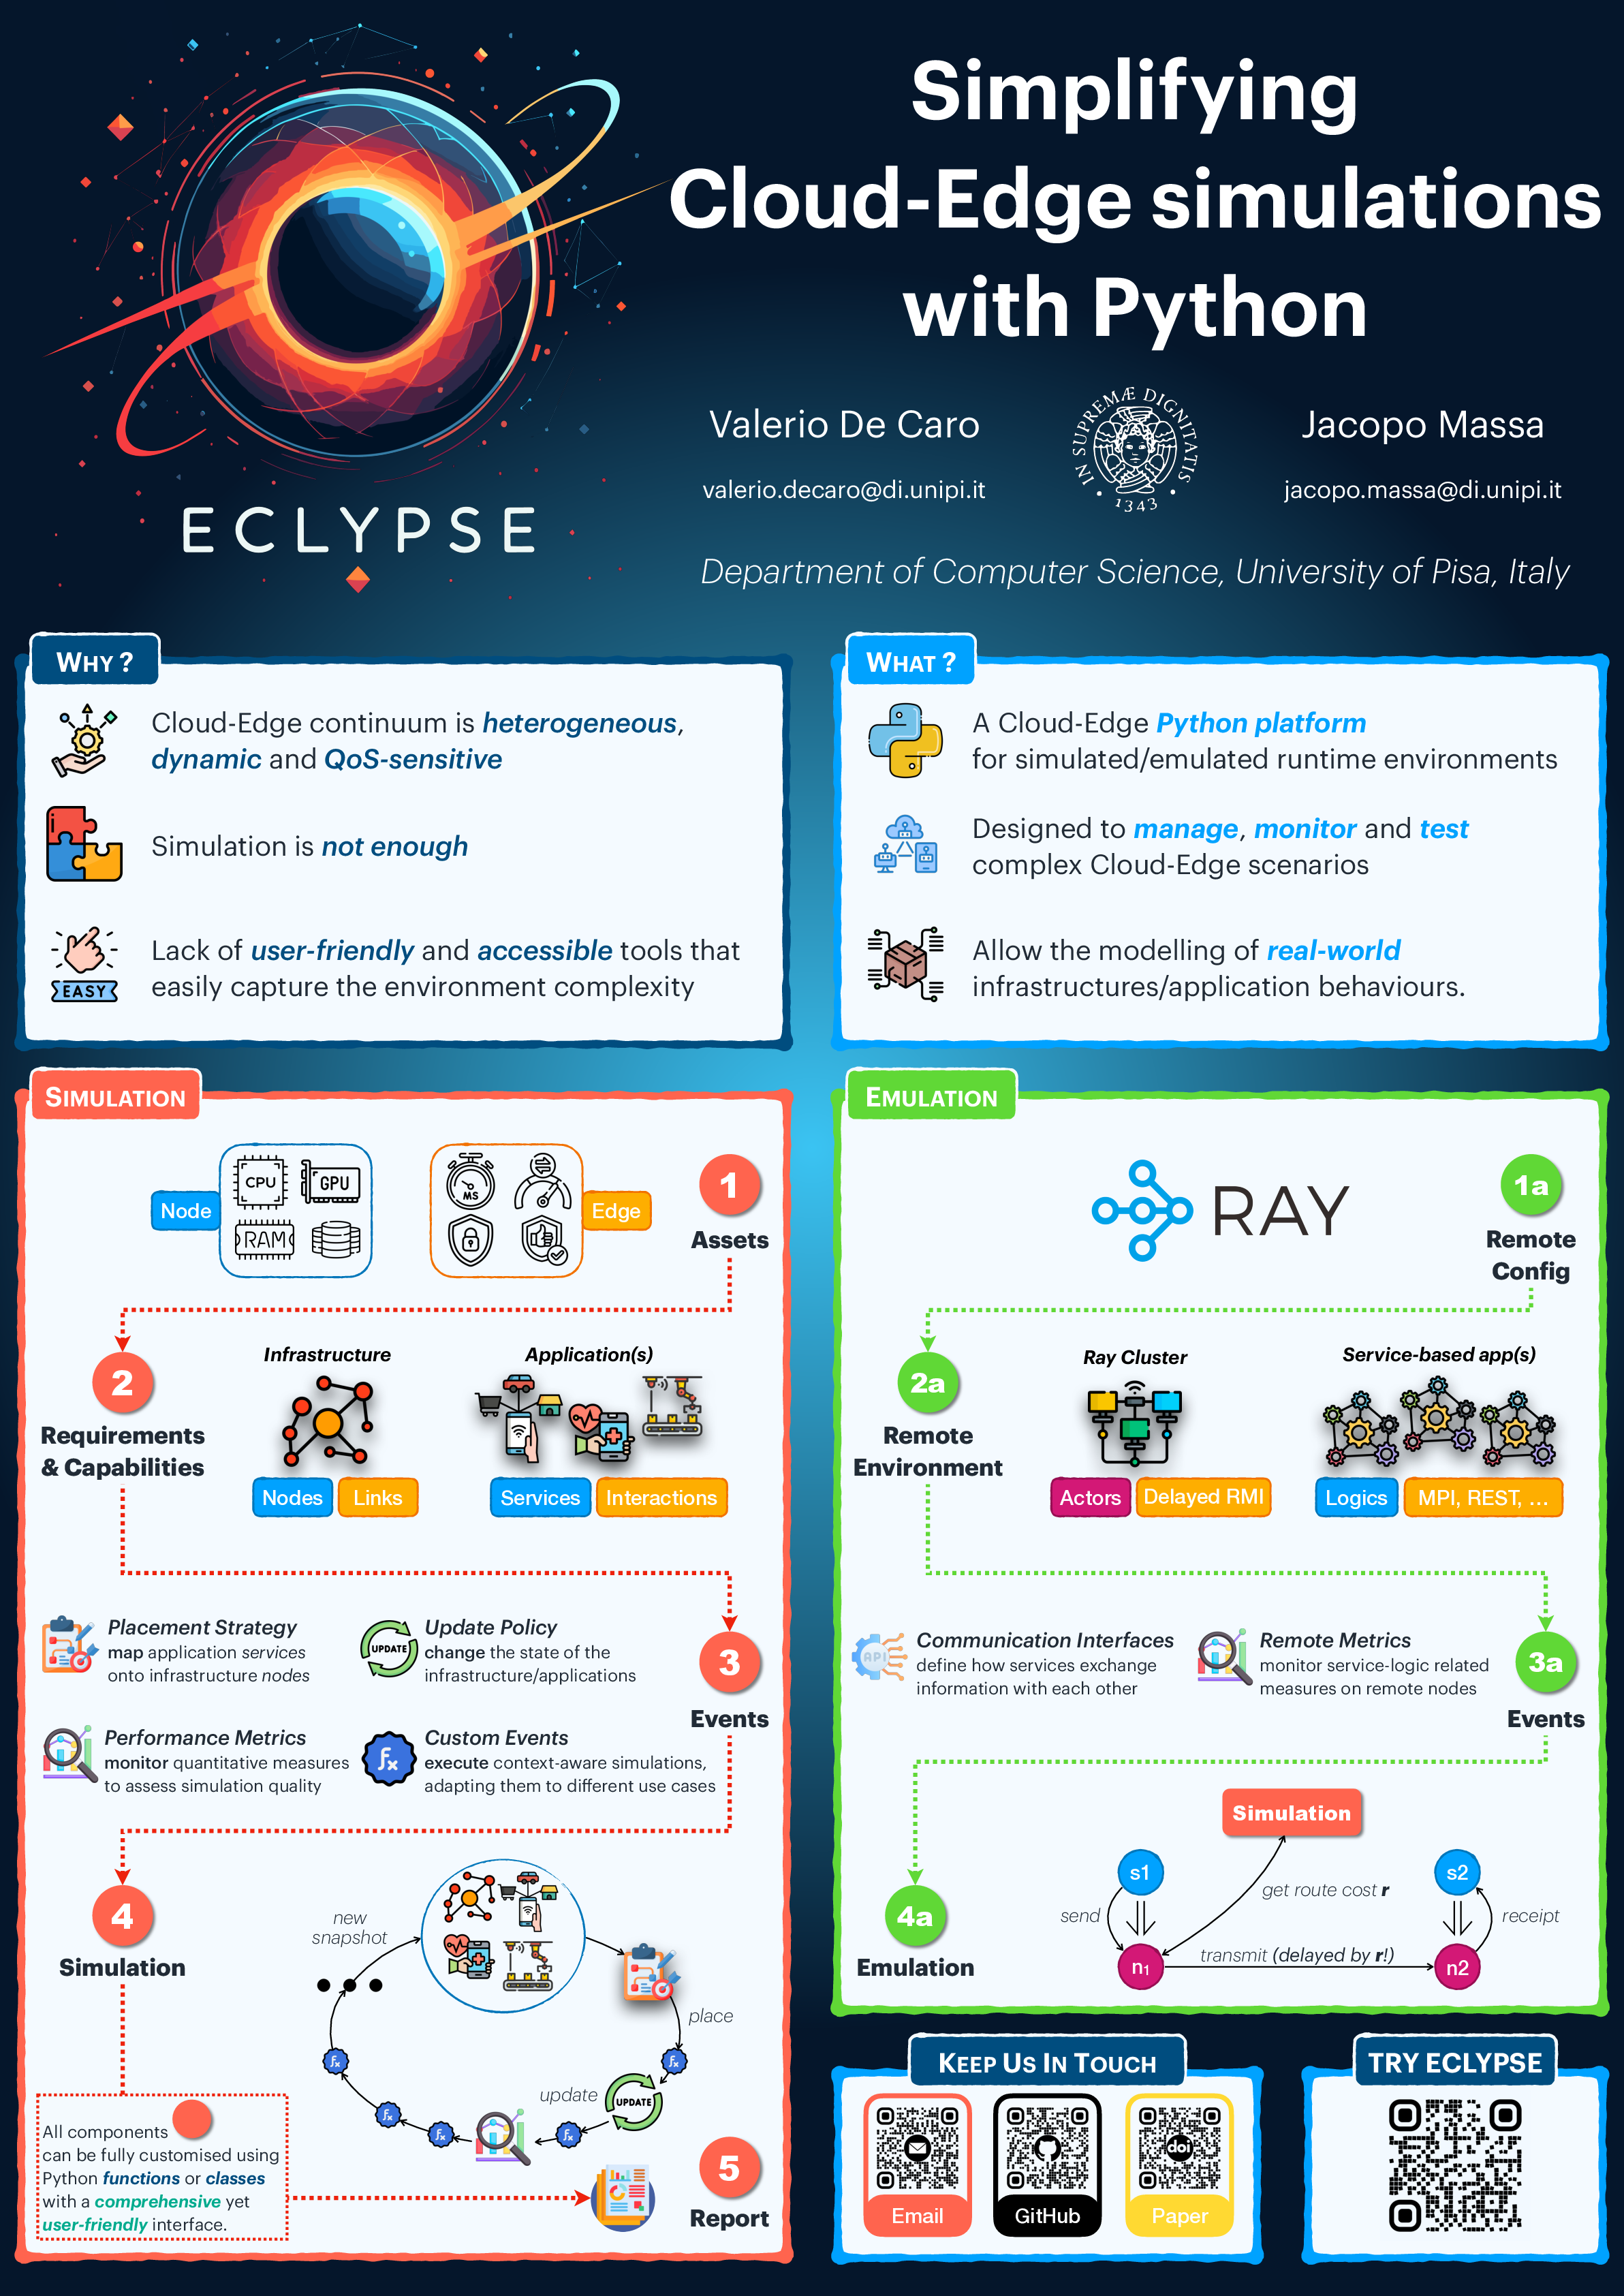 Simplifying
Cloud-Edge simulations
with Python
Valerio De Caro
valerio.decaro@di.unipi.it
IN SUPREMÆ DIGNITATIS
1343
Jacopo Massa
jacopo.massa@di.unipi.it
Department of Computer Science, University of Pisa, Italy
ECLYPSE
WHY ?
Cloud-Edge continuum is heterogeneous,
dynamic and QoS-sensitive
Simulation is not enough
EASY
Lack of user-friendly and accessible tools that
easily capture the environment complexity
WHAT ?
A Cloud-Edge Python platform
for simulated/emulated runtime environments
Designed to manage, monitor and test
complex Cloud-Edge scenarios
Allow the modelling of real-world
infrastructures/application behaviours.
SIMULATION
Node
CPU
GPU
RAM
MS
Edge
1
Assets
2
Requirements
& Capabilities
Infrastructure
Nodes
Links
Application(s)
Services
Interactions
Placement Strategy
map application services
onto infrastructure nodes
UPDATE
Update Policy
change the state of the
infrastructure/applications
3
Events
Performance Metrics
monitor quantitative measures
to assess simulation quality
fx
Custom Events
execute context-aware simulations,
adapting them to different use cases
4
Simulation
new
snapshot
place
fx
update
UPDATE
fx
fx
fx
fx
All components
can be fully customised using
Python functions or classes
with a comprehensive yet
user-friendly interface.
5
Report
EMULATION
RAY
1a
Remote
Config
2a
Remote
Environment
Ray Cluster
Actors
Delayed RMI
Service-based app(s)
Logics
MPI, REST, ...
API
Communication Interfaces
define how services exchange
information with each other
Remote Metrics
monitor service-logic related
measures on remote nodes
3a
Events
4a
Emulation
Simulation
s1
s2
get route cost r
send
receipt
transmit (delayed by r!)
n1
n2
KEEP US IN TOUCH
Email
GitHub
doi
Paper
TRY ECLYPSE